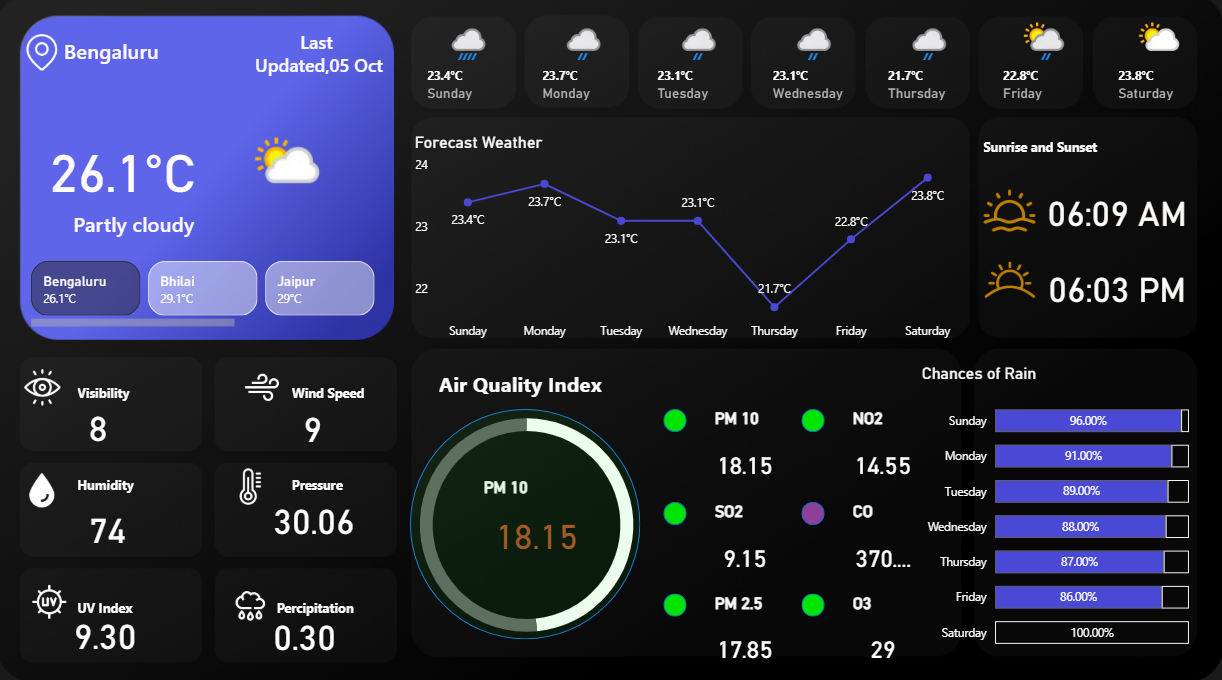 Bengaluru
Last
Updated,05 Oct
26.1°C
Partly cloudy
Bengaluru
26.1°C
Bhilai
29.1°C
Jaipur
29°C
23.4°C
Sunday
23.7°C
Monday
23.1°C
Tuesday
23.1°C
Wednesday
21.7°C
Thursday
22.8°C
Friday
23.8°C
Saturday
Forecast Weather
24
23
22
23.4°C
23.7°C
23.1°C
23.1°C
21.7°C
22.8°C
23.8°C
Sunday
Monday
Tuesday
Wednesday
Thursday
Friday
Saturday
Sunrise and Sunset
06:09 AM
06:03 PM
Visibility
8
Wind Speed
9
Humidity
74
Pressure
30.06
UV
UV Index
9.30
Percipitation
0.30
Air Quality Index
PM 10
18.15
PM 10
18.15
NO2
14.55
SO2
9.15
CO
370....
PM 2.5
17.85
O3
29
Chances of Rain
Sunday 96.00%
Monday 91.00%
Tuesday 89.00%
Wednesday 88.00%
Thursday 87.00%
Friday 86.00%
Saturday 100.00%